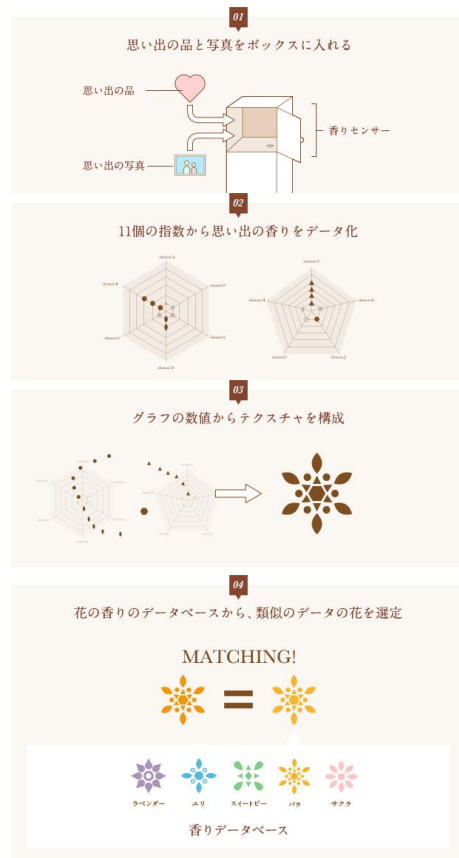 01
思い出の品と写真をボックスに入れる
思い出の品
香りセンサー
思い出の写真
02
11個の指数から思い出の香りをデータ化
03
グラフの数値からテクスチャを構成
04
花の香りのデータベースから、類似のデータの花を選定
MATCHING!
ラベンダー
ユリ
スイートピー
バラ
サクラ
香りデータベース